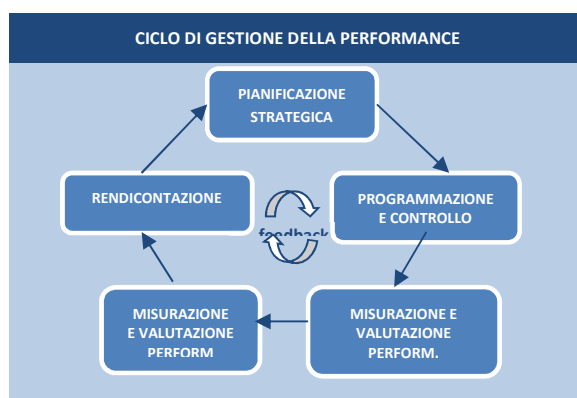 CICLO DI GESTIONE DELLA PERFORMANCE
PIANIFICAZIONE
STRATEGICA
RENDICONTAZIONE
PROGRAMMAZIONE
E CONTROLLO
feedback
MISURAZIONE
E VALUTAZIONE
PERFORM
MISURAZIONE E
VALUTAZIONE
PERFORM.